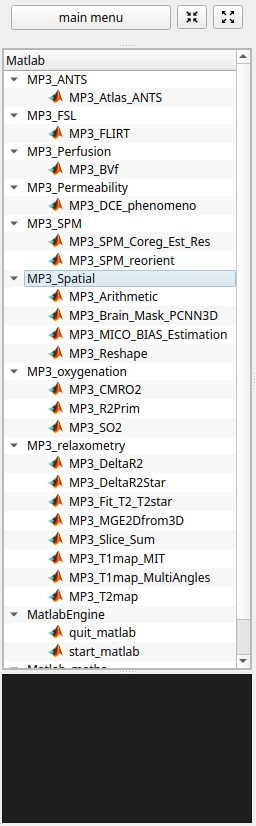 main menu
Matlab
MP3_ANTS
MP3_Atlas_ANTS
MP3_FSL
MP3_FLIRT
MP3_Perfusion
MP3_BVf
MP3_Permeability
MP3_DCE_phenomeno
MP3_SPM
MP3_SPM_Coreg_Est_Res
MP3_SPM_reorient
MP3_Spatial
MP3_Arithmetic
MP3_Brain_Mask_PCNN3D
MP3_MICO_BIAS_Estimation
MP3_Reshape
MP3_oxygenation
MP3_CMRO2
MP3_R2Prim
MP3_SO2
MP3_relaxometry
MP3_DeltaR2
MP3_DeltaR2Star
MP3_Fit_T2_T2star
MP3_MGE2Dfrom3D
MP3_Slice_Sum
MP3_T1map_MIT
MP3_T1map_MultiAngles
MP3_T2map
MatlabEngine
quit_matlab
start_matlab